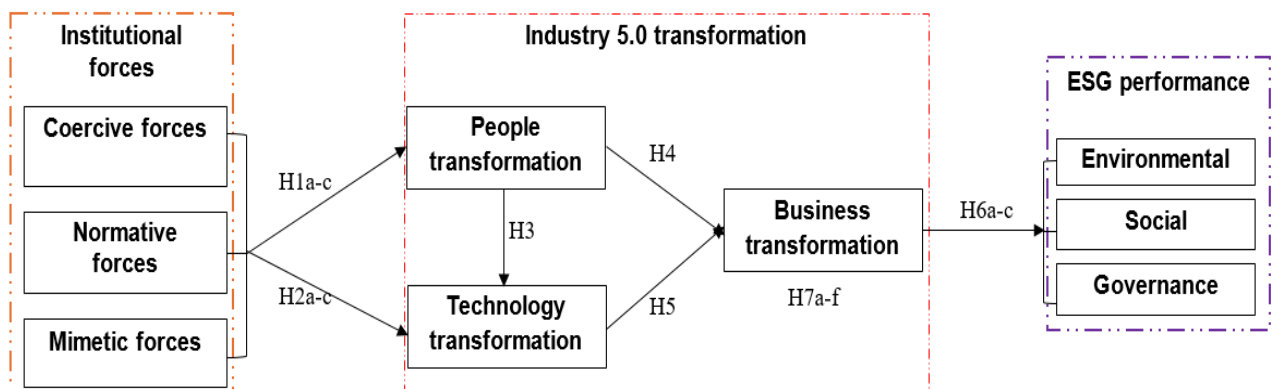 Institutional
forces
Coercive forces
Normative
forces
Mimetic forces
H1a-c
H2a-c
Industry 5.0 transformation
People
transformation
H3
Technology
transformation
H4
H5
Business
transformation
H7a-f
H6a-c
ESG performance
Environmental
Social
Governance